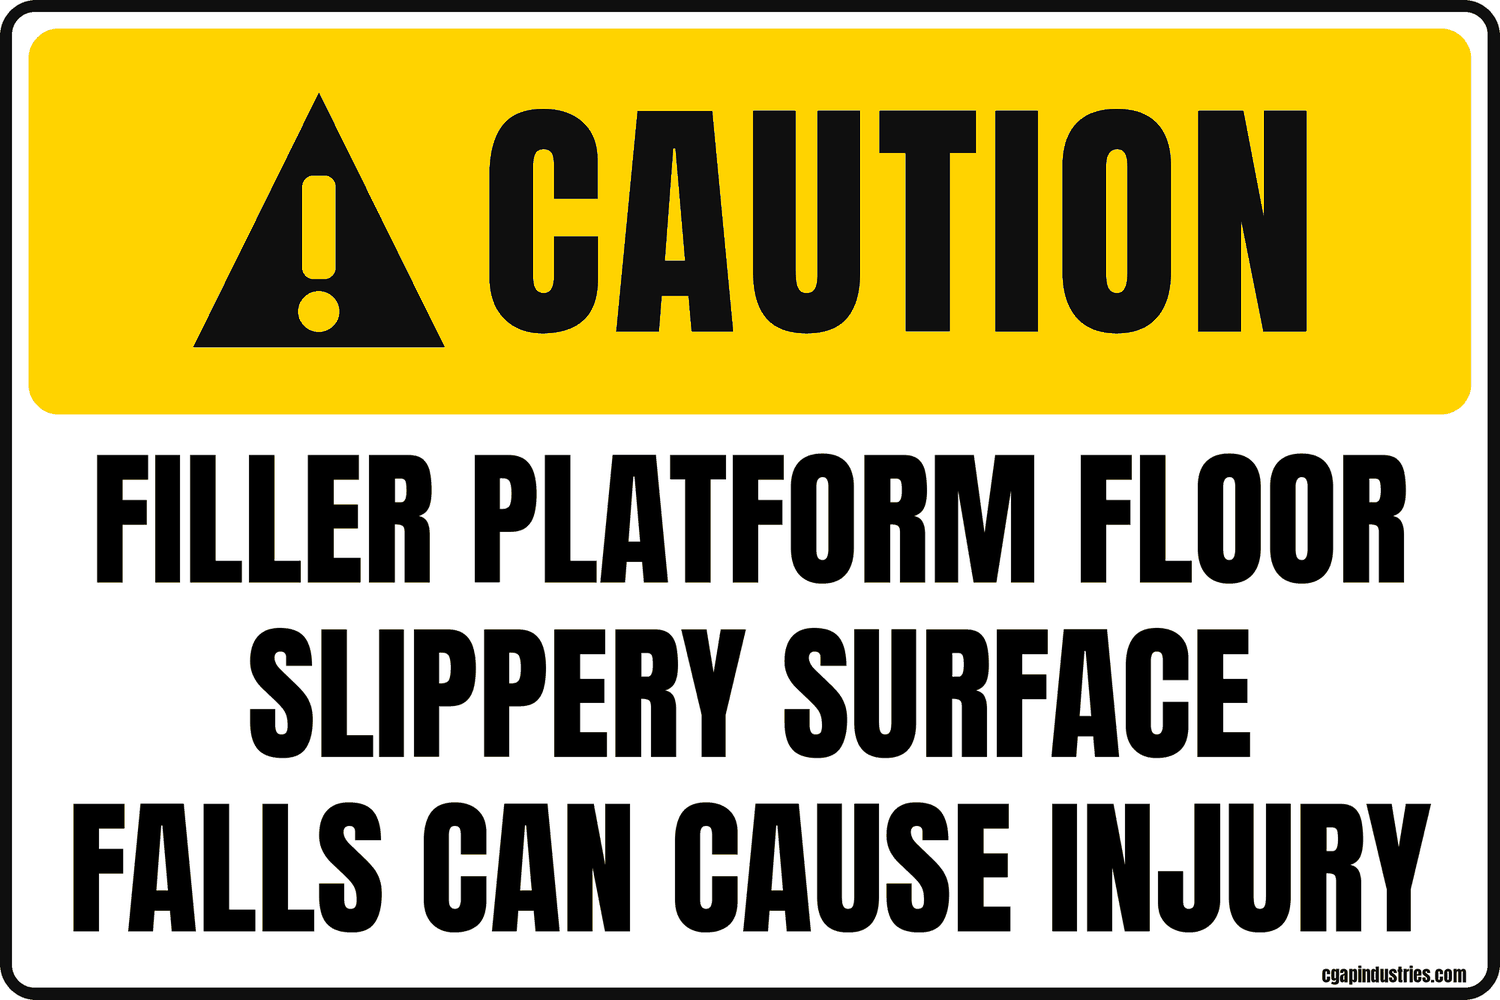 CAUTION
FILLER PLATFORM FLOOR
SLIPPERY SURFACE
FALLS CAN CAUSE INJURY
cgapindustries.com